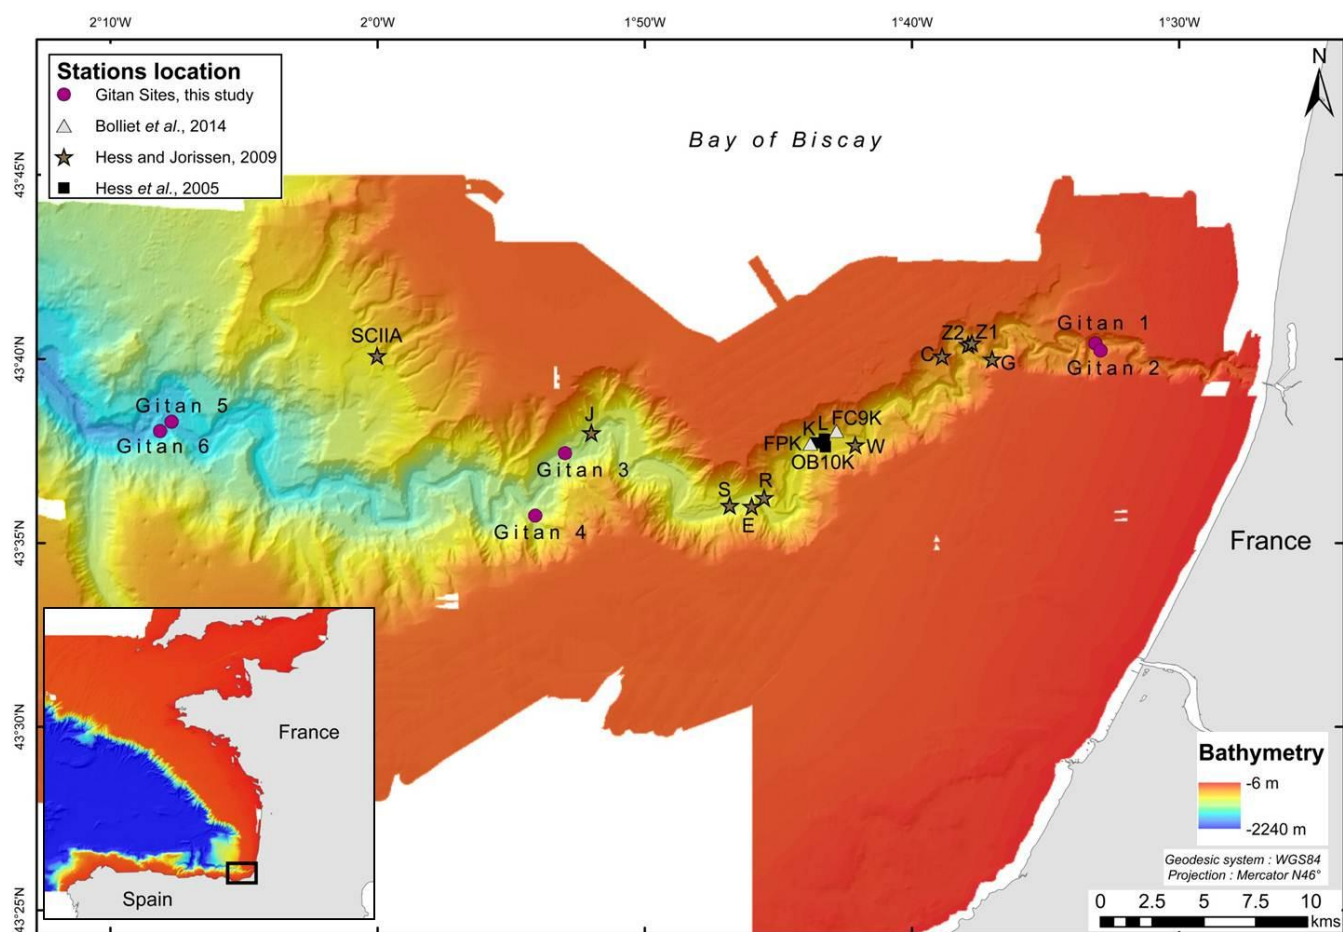 2°10'W 2°0'W 1°50'W 1°40'W 1°30'W
Stations location
Gitan Sites, this study
Bolliet et al., 2014
Hess and Jorissen, 2009
Hess et al., 2005
N
Bay of Biscay
43°45'N
43°40'N
43°35'N
43°30'N
43°25'N
SCIIA
Gitan 1
Gitan 2
Z2 Z1
C
G
Gitan 5
Gitan 6
J
Gitan 3
Gitan 4
FC9K
K L
FPK
W
OB10K
S
R
E
France
France
Spain
Bathymetry
-6 m
-2240 m
Geodesic system : WGS84
Projection : Mercator N46°
0 2.5 5 7.5 10
kms